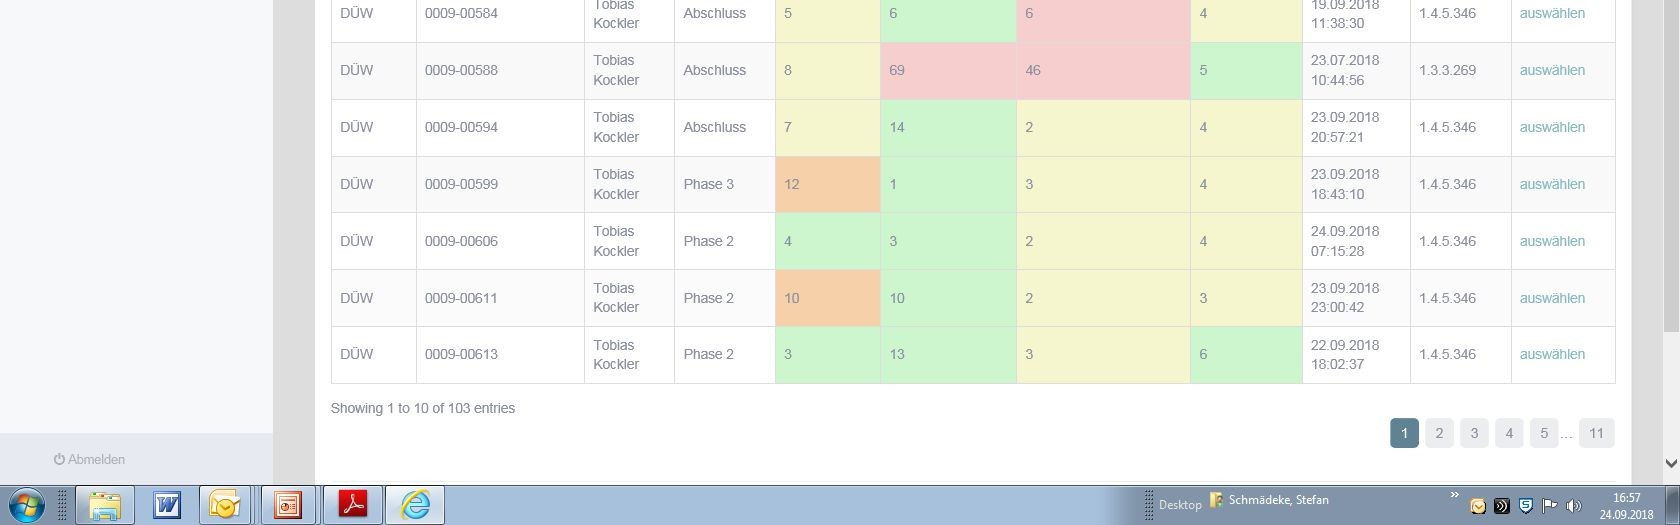 DÜW 0009-00584 Tobias Kockler Abschluss 5 6 6 4 19.09.2018 11:38:30 1.4.5.346 auswählen
DÜW 0009-00588 Tobias Kockler Abschluss 8 69 46 5 23.07.2018 10:44:56 1.3.3.269 auswählen
DÜW 0009-00594 Tobias Kockler Abschluss 7 14 2 4 23.09.2018 20:57:21 1.4.5.346 auswählen
DÜW 0009-00599 Tobias Kockler Phase 3 12 1 3 4 23.09.2018 18:43:10 1.4.5.346 auswählen
DÜW 0009-00606 Tobias Kockler Phase 2 4 3 2 4 24.09.2018 07:15:28 1.4.5.346 auswählen
DÜW 0009-00611 Tobias Kockler Phase 2 10 10 2 3 23.09.2018 23:00:42 1.4.5.346 auswählen
DÜW 0009-00613 Tobias Kockler Phase 2 3 13 3 6 22.09.2018 18:02:37 1.4.5.346 auswählen
Showing 1 to 10 of 103 entries
1 2 3 4 5 ... 11
Abmelden
Desktop Schmädeke, Stefan » 16:57
24.09.2018